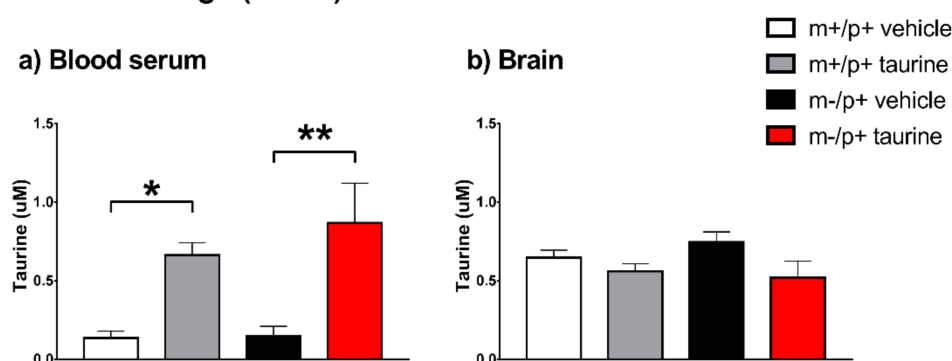 m+/p+ vehicle
m+/p+ taurine
m-/p+ vehicle
m-/p+ taurine
a) Blood serum
1.5
1.0
0.5
0.0
Taurine (uM)
*
**
b) Brain
1.5
1.0
0.5
0.0
Taurine (uM)